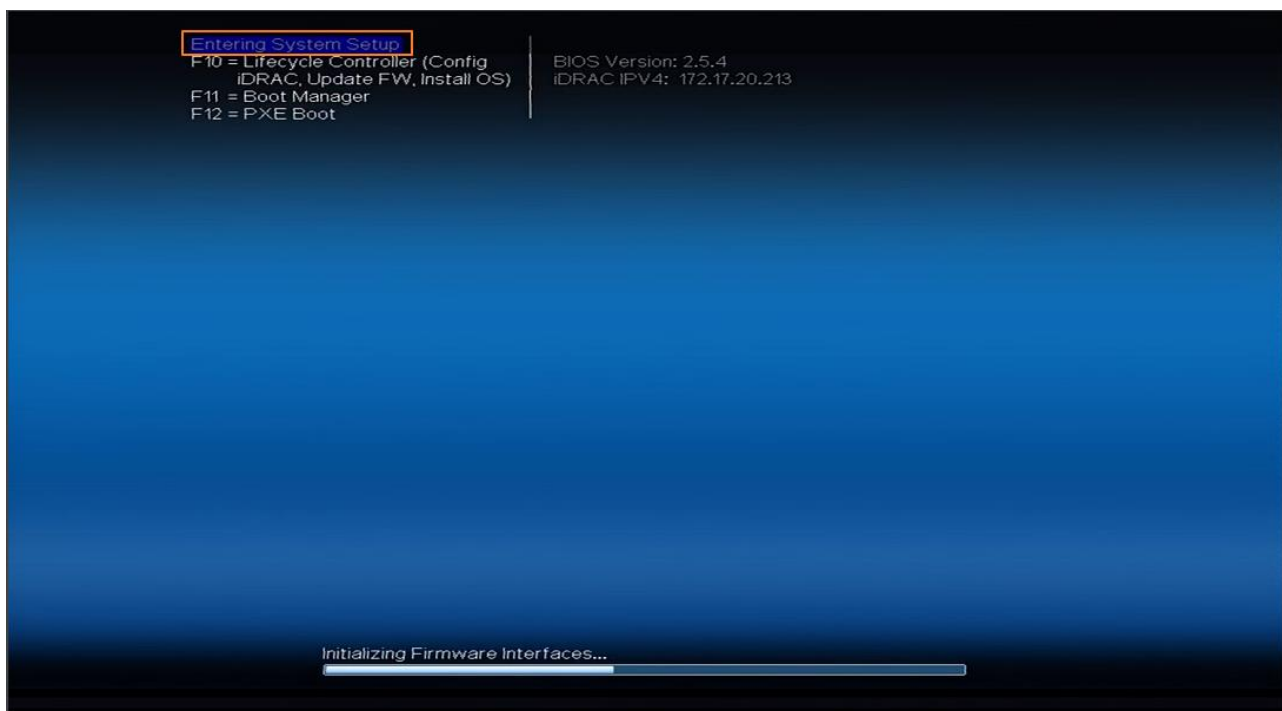 Entering System Setup
F10 = Lifecycle Controller (Config
iDRAC, Update FW, Install OS)
F11 = Boot Manager
F12 = PXE Boot
BIOS Version: 2.5.4
iDRAC IPV4: 172.17.20.213
Initializing Firmware Interfaces...